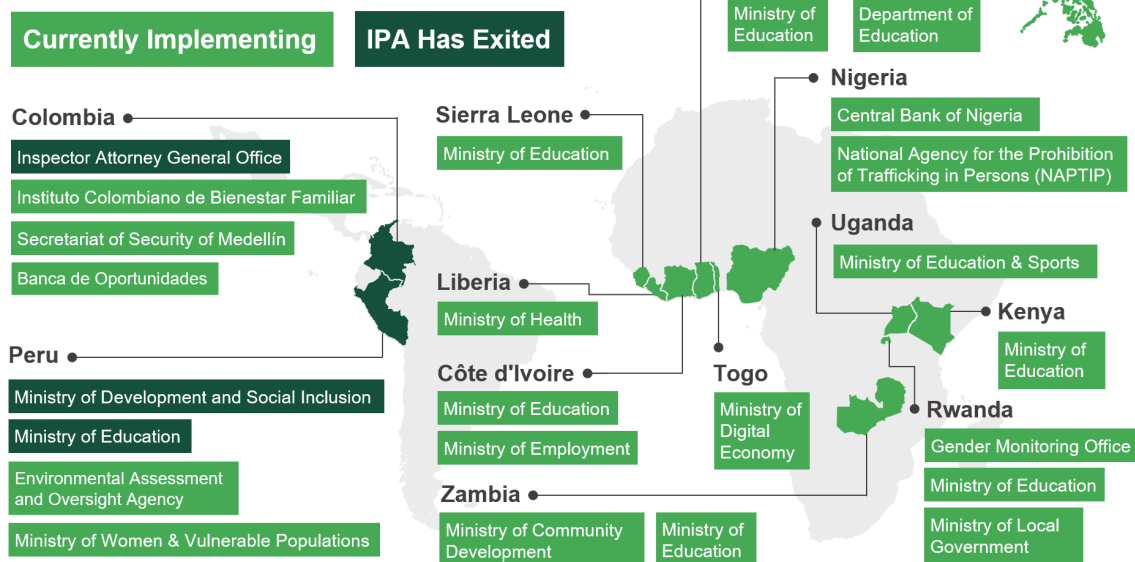 Currently Implementing
IPA Has Exited
Ministry of
Education
Department of
Education
Colombia
Inspector Attorney General Office
Instituto Colombiano de Bienestar Familiar
Secretariat of Security of Medellín
Banca de Oportunidades
Peru
Ministry of Development and Social Inclusion
Ministry of Education
Environmental Assessment
and Oversight Agency
Ministry of Women & Vulnerable Populations
Sierra Leone
Ministry of Education
Liberia
Ministry of Health
Côte d'Ivoire
Ministry of Education
Ministry of Employment
Zambia
Ministry of Community
Development
Ministry of
Education
Togo
Ministry of
Digital
Economy
Nigeria
Central Bank of Nigeria
National Agency for the Prohibition
of Trafficking in Persons (NAPTIP)
Uganda
Ministry of Education & Sports
Kenya
Ministry of
Education
Rwanda
Gender Monitoring Office
Ministry of Education
Ministry of Local
Government